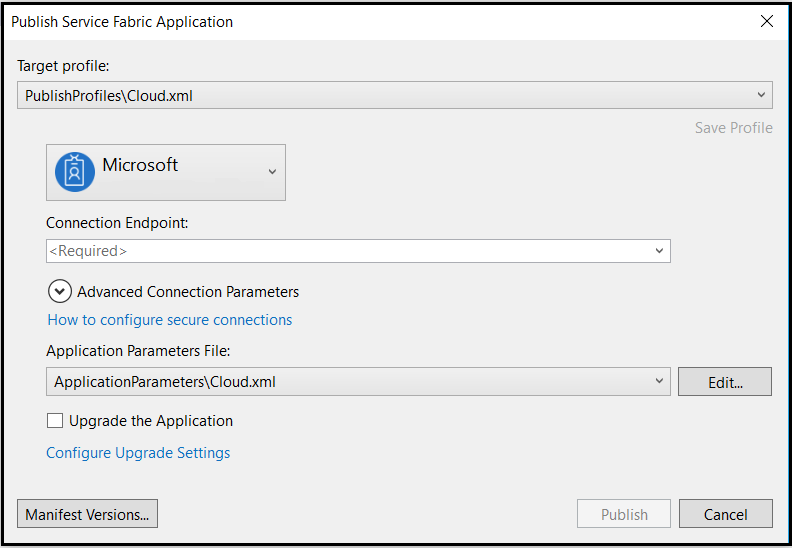 Publish Service Fabric Application
Target profile:
PublishProfiles\Cloud.xml
Save Profile
Microsoft
Connection Endpoint:
<Required>
Advanced Connection Parameters
How to configure secure connections
Application Parameters File:
ApplicationParameters\Cloud.xml
Edit...
Upgrade the Application
Configure Upgrade Settings
Manifest Versions...
Publish
Cancel